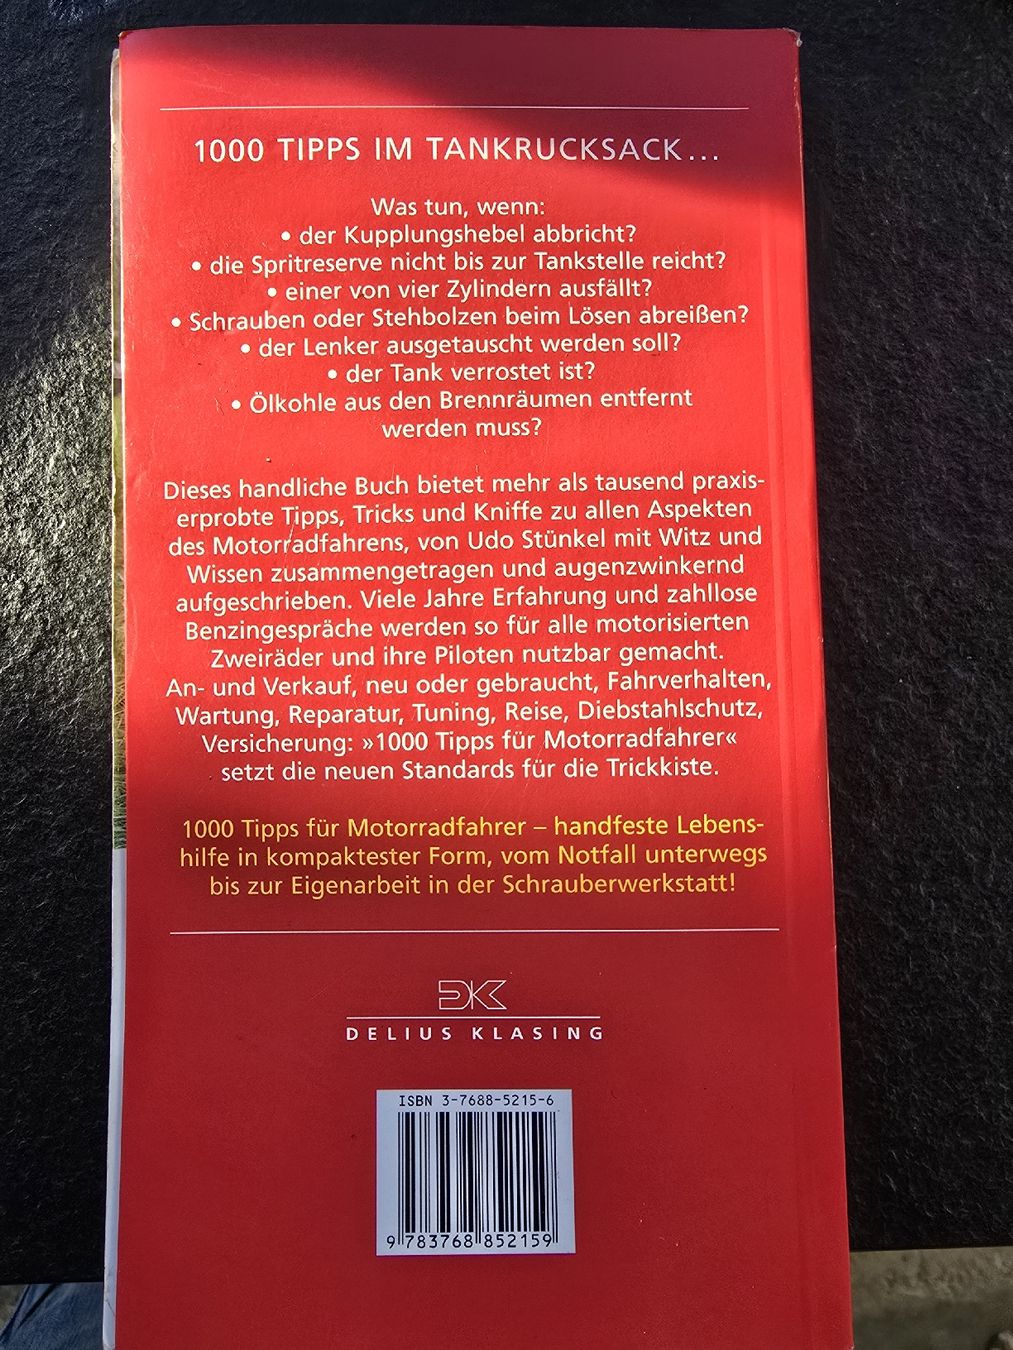 1000 TIPPS IM TANKRUCKSACK...
Was tun, wenn:
• der Kupplungshebel abbricht?
• die Spritreserve nicht bis zur Tankstelle reicht?
• einer von vier Zylindern ausfällt?
• Schrauben oder Stehbolzen beim Lösen abreißen?
• der Lenker ausgetauscht werden soll?
• der Tank verrostet ist?
• Ölkohle aus den Brennräumen entfernt
werden muss?
Dieses handliche Buch bietet mehr als tausend praxis-
erprobte Tipps, Tricks und Kniffe zu allen Aspekten
des Motorradfahrens, von Udo Stünkel mit Witz und
Wissen zusammengetragen und augenzwinkernd
aufgeschrieben. Viele Jahre Erfahrung und zahllose
Benzingespräche werden so für alle motorisierten
Zweiräder und ihre Piloten nutzbar gemacht.
An- und Verkauf, neu oder gebraucht, Fahrverhalten,
Wartung, Reparatur, Tuning, Reise, Diebstahlschutz,
Versicherung: »1000 Tipps für Motorradfahrer«
setzt die neuen Standards für die Trickkiste.
1000 Tipps für Motorradfahrer – handfeste Lebens-
hilfe in kompaktester Form, vom Notfall unterwegs
bis zur Eigenarbeit in der Schrauberwerkstatt!
DK
DELIUS KLASING
ISBN 3-7688-5215-6
9 783768 852159